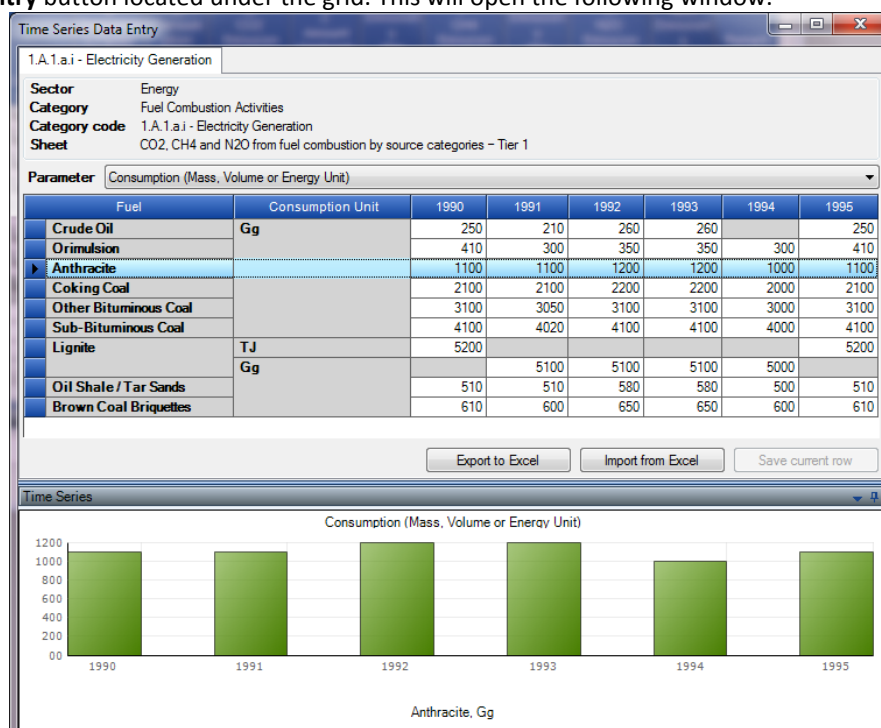 ntry button located under the grid. This will open the following window:
Time Series Data Entry
1.A.1.a.i - Electricity Generation
Sector Energy
Category Fuel Combustion Activities
Category code 1.A.1.a.i - Electricity Generation
Sheet CO2, CH4 and N2O from fuel combustion by source categories – Tier 1
Parameter Consumption (Mass, Volume or Energy Unit)
Fuel Consumption Unit 1990 1991 1992 1993 1994 1995
Crude Oil Gg 250 210 260 260 250
Orimulsion 410 300 350 350 300 410
Anthracite 1100 1100 1200 1200 1000 1100
Coking Coal 2100 2100 2200 2200 2000 2100
Other Bituminous Coal 3100 3050 3100 3100 3000 3100
Sub-Bituminous Coal 4100 4020 4100 4100 4000 4100
Lignite TJ 5200 5200
Gg 5100 5100 5100 5000
Oil Shale / Tar Sands 510 510 580 580 500 510
Brown Coal Briquettes 610 600 650 650 600 610
Export to Excel Import from Excel Save current row
Time Series
Consumption (Mass, Volume or Energy Unit)
1200
1000
800
600
400
200
00
1990 1991 1992 1993 1994 1995
Anthracite, Gg